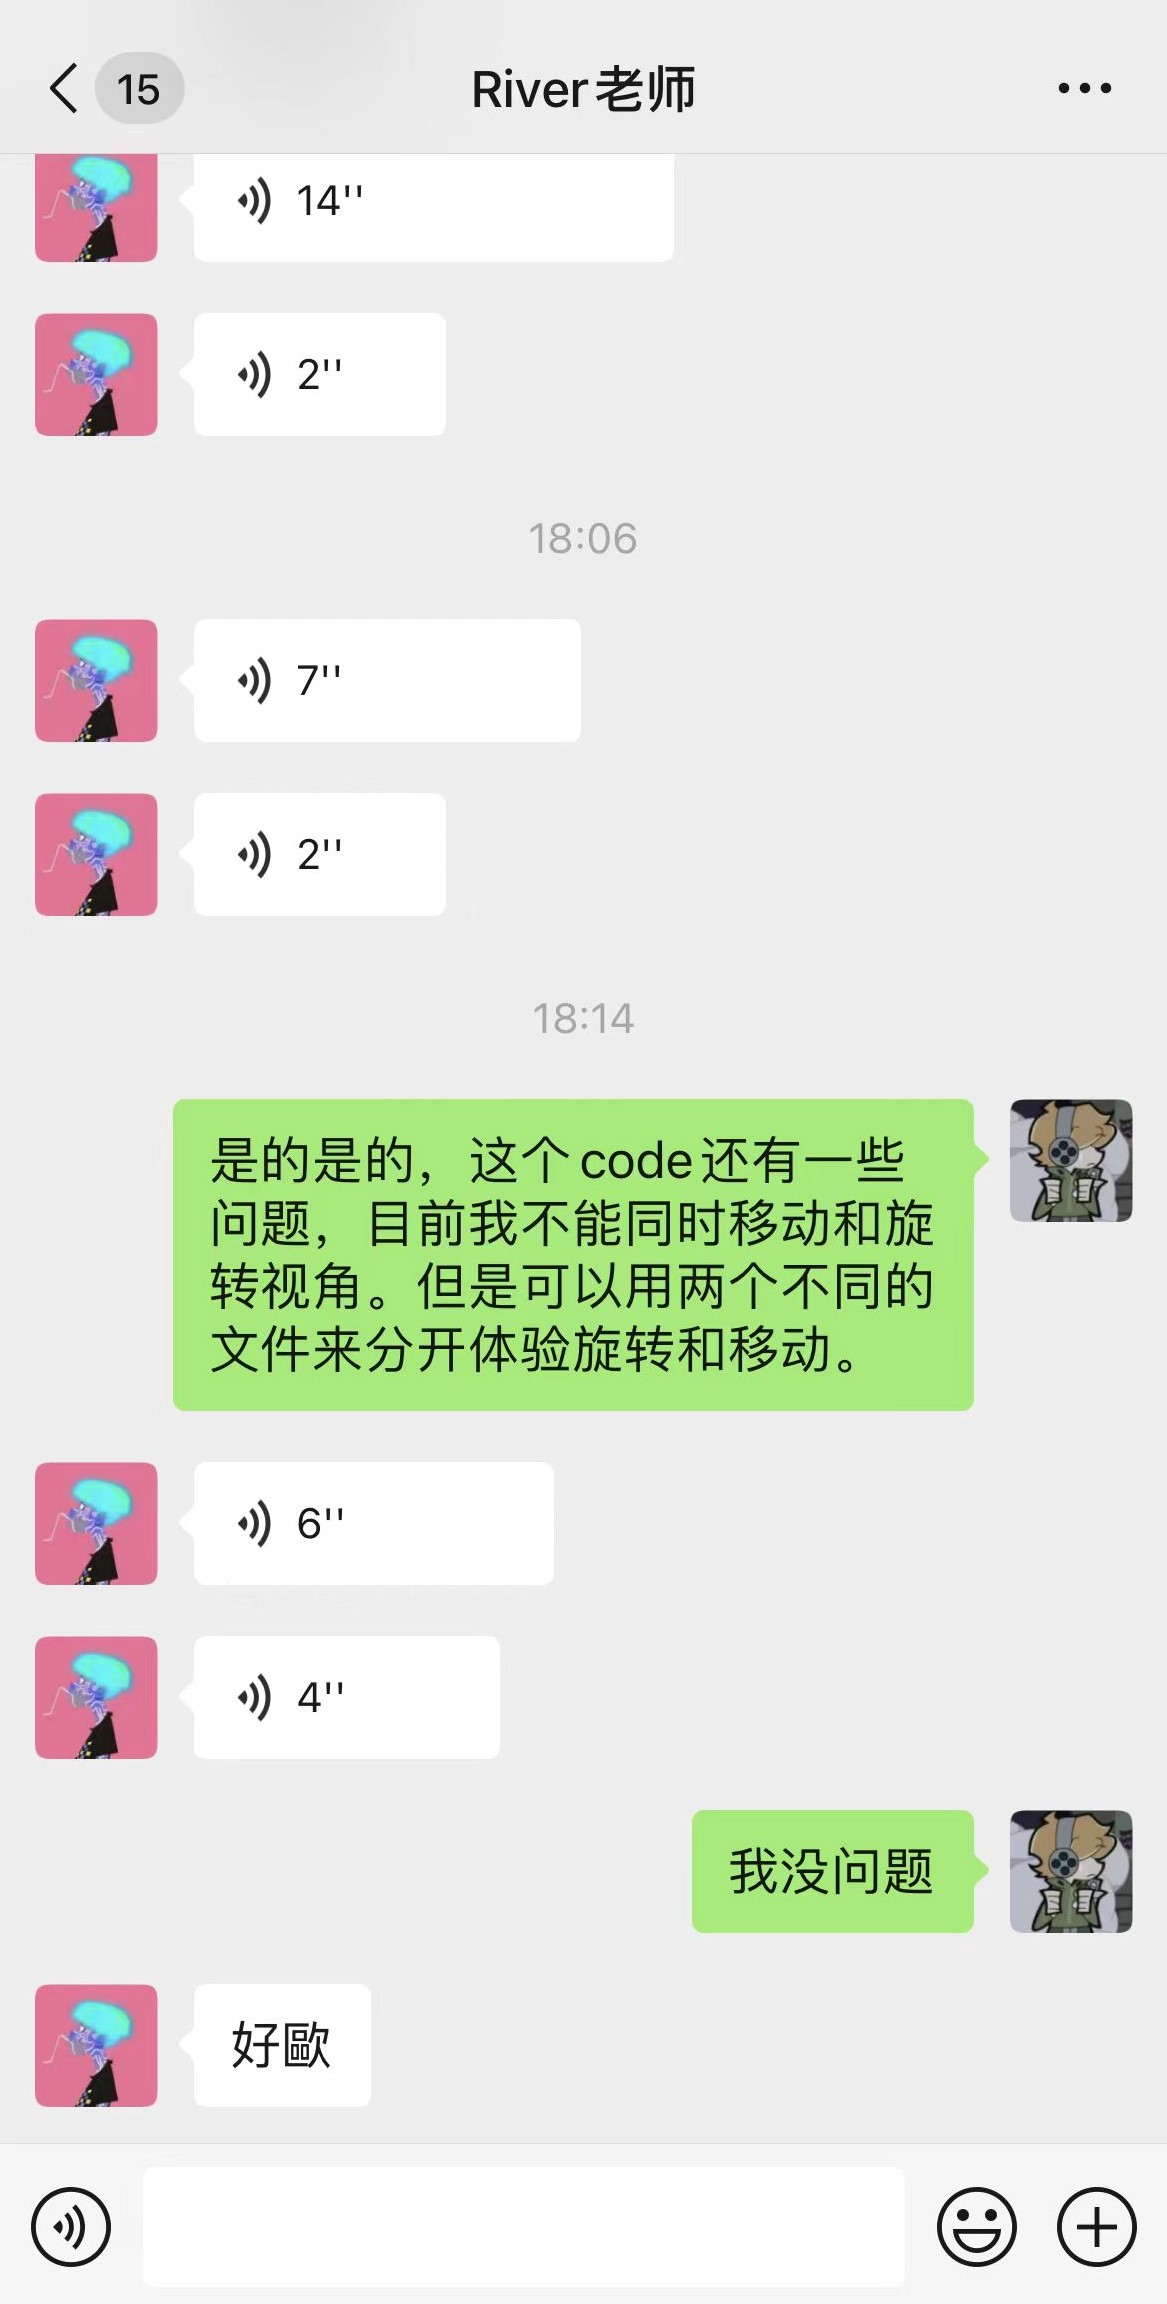 15
River老师
14''
2''
18:06
7''
2''
18:14
是的是的，这个code还有一些
问题，目前我不能同时移动和旋
转视角。但是可以用两个不同的
文件来分开体验旋转和移动。
6''
4''
我没问题
好歐